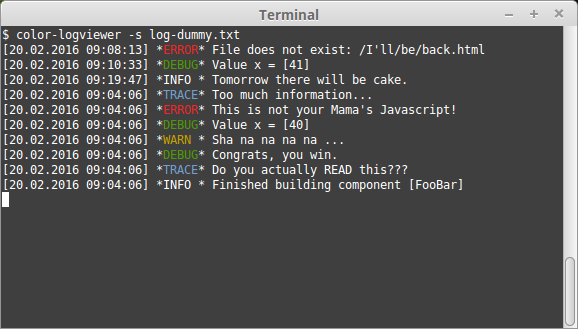 Terminal
$ color-logviewer -s log-dummy.txt
[20.02.2016 09:08:13] *ERROR* File does not exist: /I'll/be/back.html
[20.02.2016 09:10:33] *DEBUG* Value x = [41]
[20.02.2016 09:19:47] *INFO * Tomorrow there will be cake.
[20.02.2016 09:04:06] *TRACE* Too much information...
[20.02.2016 09:04:06] *ERROR* This is not your Mama's Javascript!
[20.02.2016 09:04:06] *DEBUG* Value x = [40]
[20.02.2016 09:04:06] *WARN * Sha na na na na ...
[20.02.2016 09:04:06] *DEBUG* Congrats, you win.
[20.02.2016 09:04:06] *TRACE* Do you actually READ this???
[20.02.2016 09:04:06] *INFO * Finished building component [FooBar]